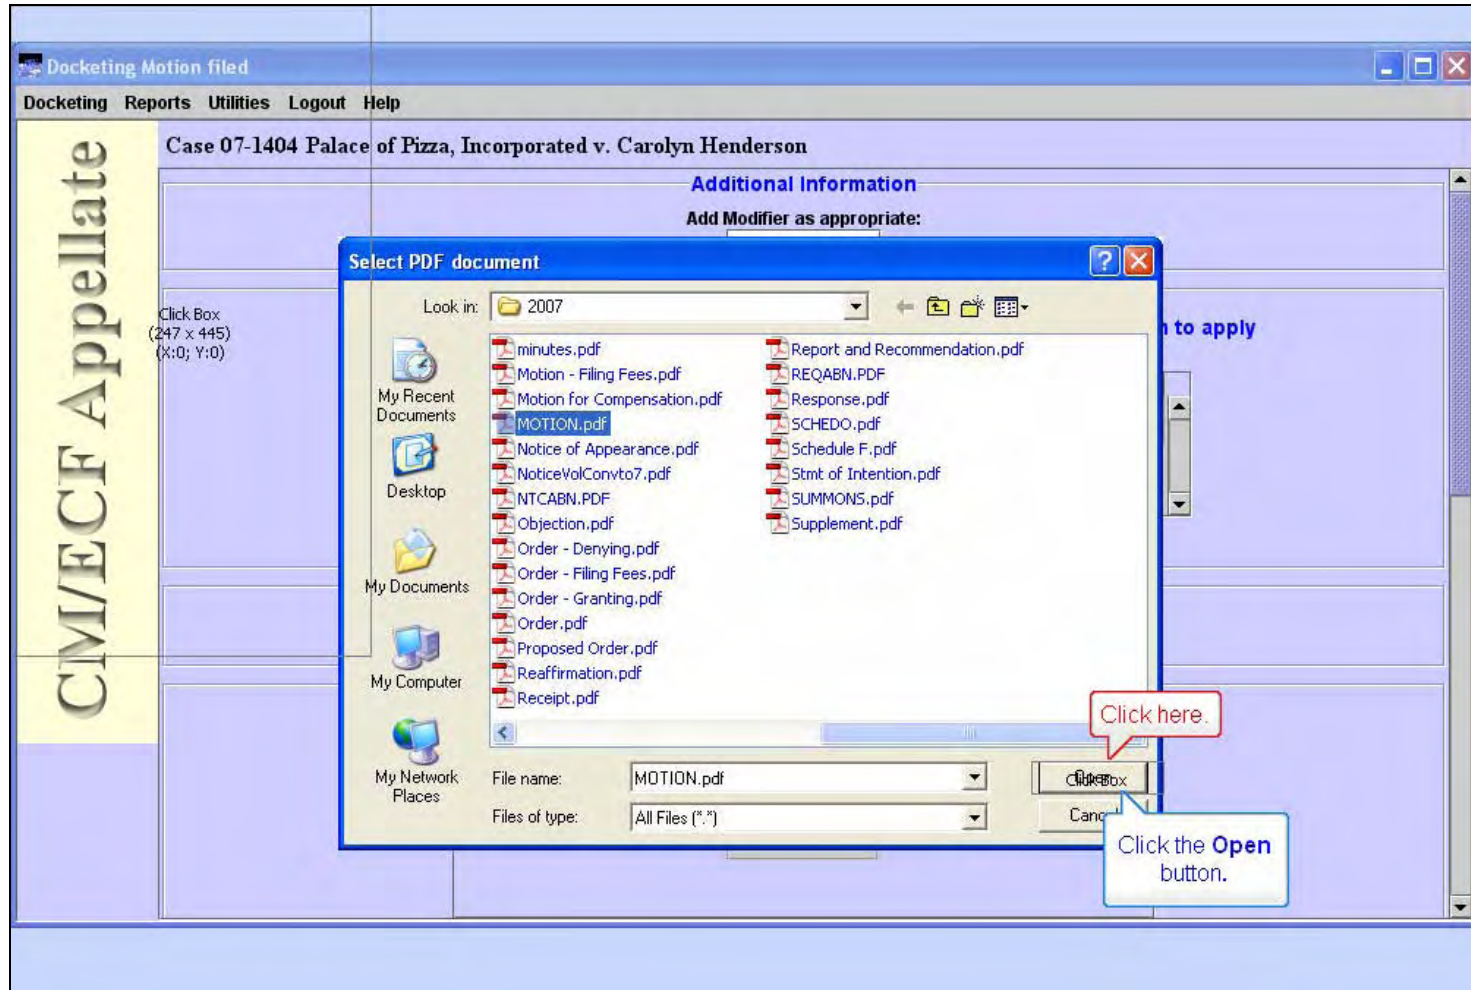 Docketing Motion filed
Docketing Reports Utilities Logout Help
CM/ECF Appellate
Case 07-1404 Palace of Pizza, Incorporated v. Carolyn Henderson
Additional Information
Add Modifier as appropriate:
Select PDF document
Look in:
2007
Click Box
(247 x 445)
(X:0; Y:0)
to apply
My Recent
Documents
Desktop
My Documents
My Computer
My Network
Places
minutes.pdf
Motion - Filing Fees.pdf
Motion for Compensation.pdf
MOTION.pdf
Notice of Appearance.pdf
NoticeVolConvto7.pdf
NTCABN.PDF
Objection.pdf
Order - Denying.pdf
Order - Filing Fees.pdf
Order - Granting.pdf
Order.pdf
Proposed Order.pdf
Reaffirmation.pdf
Receipt.pdf
Report and Recommendation.pdf
REQABN.PDF
Response.pdf
SCHEDO.pdf
Schedule F.pdf
Stmt of Intention.pdf
SUMMONS.pdf
Supplement.pdf
Click here.
File name:
MOTION.pdf
Open
Click Box
Files of type:
All Files (*.*)
Click the Open
button.